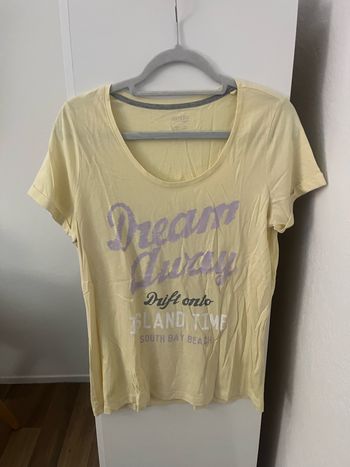 Dream
Away
Drift onto
ISLAND TIME
SOUTH BAY BEACH